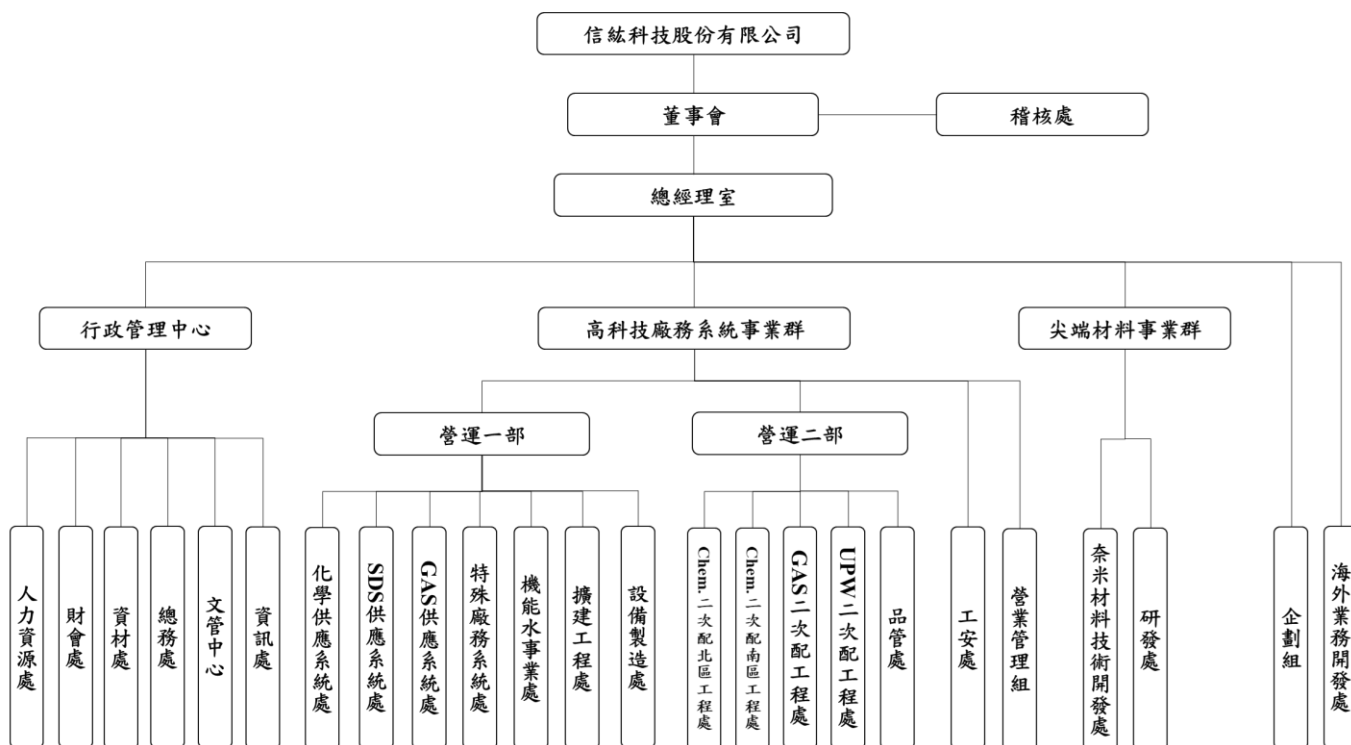 信紘科技股份有限公司
董事會
稽核處
總經理室
行政管理中心
高科技廠務系統事業群
尖端材料事業群
營運一部
營運二部
人力資源處
財會處
資材處
總務處
文管中心
資訊處
化學供應系統處
SDS供應系統處
GAS供應系統處
特殊廠務系統處
機能水事業處
擴建工程處
設備製造處
Chem.二次配北區工程處
Chem.二次配南區工程處
GAS二次配工程處
UPW二次配工程處
品管處
工安處
營業管理組
奈米材料技術開發處
研發處
企劃組
海外業務開發處